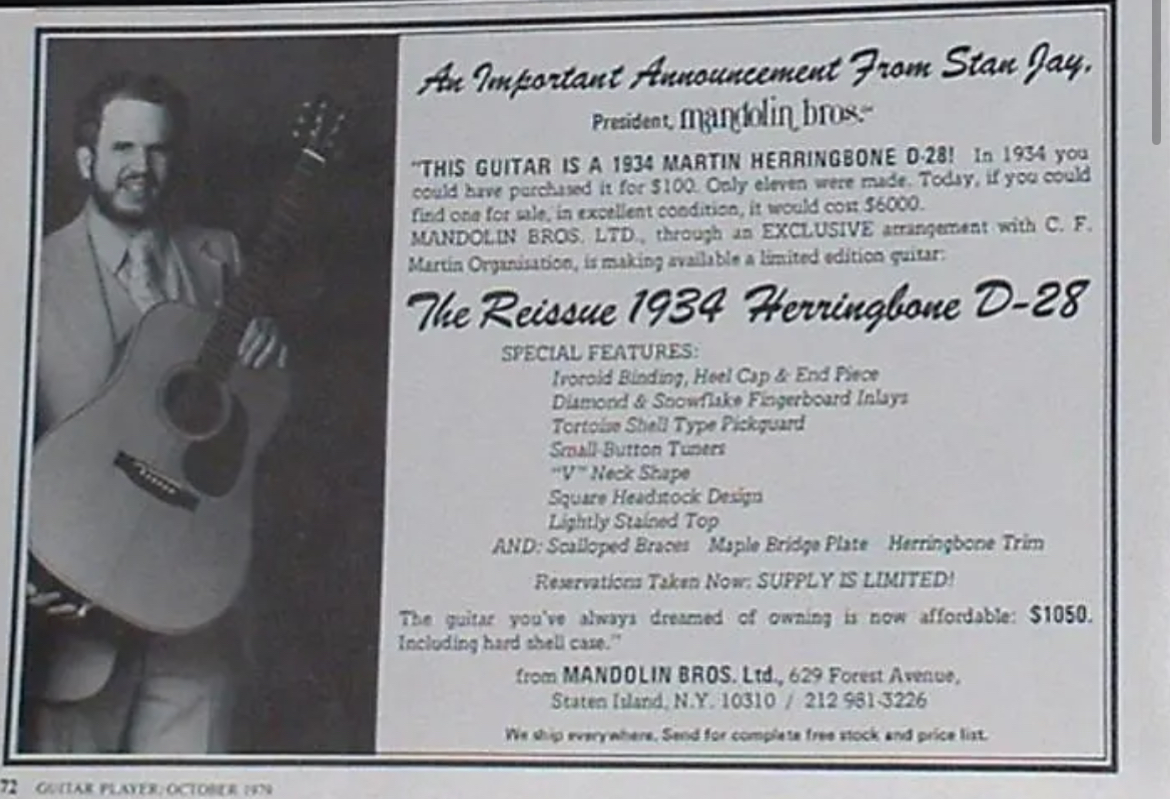 An Important Announcement From Stan Jay,
President, mandolin bros.
"THIS GUITAR IS A 1934 MARTIN HERRINGBONE D-28! In 1934 you
could have purchased it for $100. Only eleven were made. Today, if you could
find one for sale, in excellent condition, it would cost $6000.
MANDOLIN BROS. LTD., through an EXCLUSIVE arrangement with C. F.
Martin Organisation, is making available a limited edition guitar:
The Reissue 1934 Herringbone D-28
SPECIAL FEATURES:
Ivoroid Binding, Heel Cap & End Piece
Diamond & Snowflake Fingerboard Inlays
Tortoise Shell Type Pickguard
Small-Button Tuners
"V" Neck Shape
Square Headstock Design
Lightly Stained Top
AND: Scalloped Braces Maple Bridge Plate Herringbone Trim
Reservations Taken Now: SUPPLY IS LIMITED!
The guitar you've always dreamed of owning is now affordable: $1050.
Including hard shell case."
from MANDOLIN BROS. Ltd., 629 Forest Avenue,
Staten Island, N.Y. 10310 / 212 981-3226
We ship everywhere. Send for complete free stock and price list.
72 GUITAR PLAYER/OCTOBER 1979